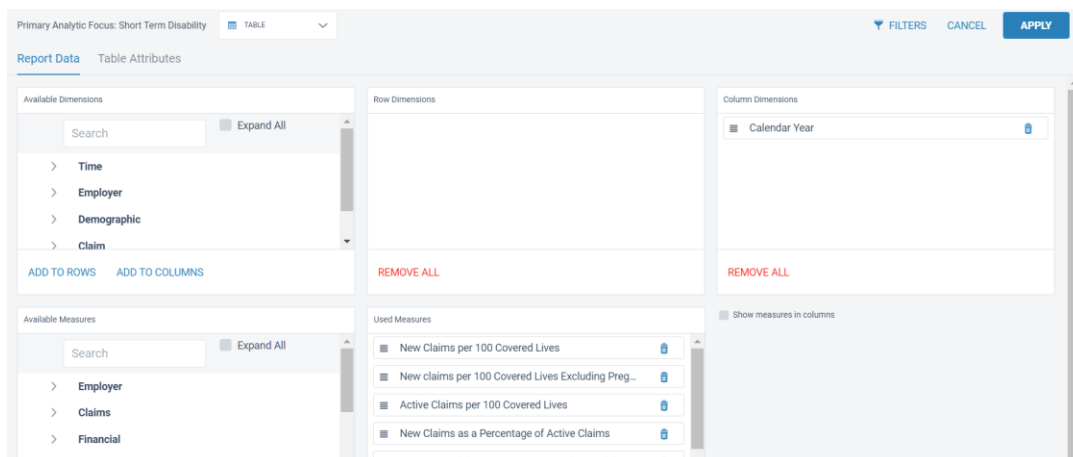 Primary Analytic Focus: Short Term Disability
TABLE
FILTERS
CANCEL
APPLY
Report Data
Table Attributes
Available Dimensions
Search
Expand All
Time
Employer
Demographic
Claim
ADD TO ROWS
ADD TO COLUMNS
Row Dimensions
REMOVE ALL
Column Dimensions
Calendar Year
REMOVE ALL
Available Measures
Search
Expand All
Employer
Claims
Financial
Used Measures
New Claims per 100 Covered Lives
New claims per 100 Covered Lives Excluding Preg...
Active Claims per 100 Covered Lives
New Claims as a Percentage of Active Claims
Show measures in columns